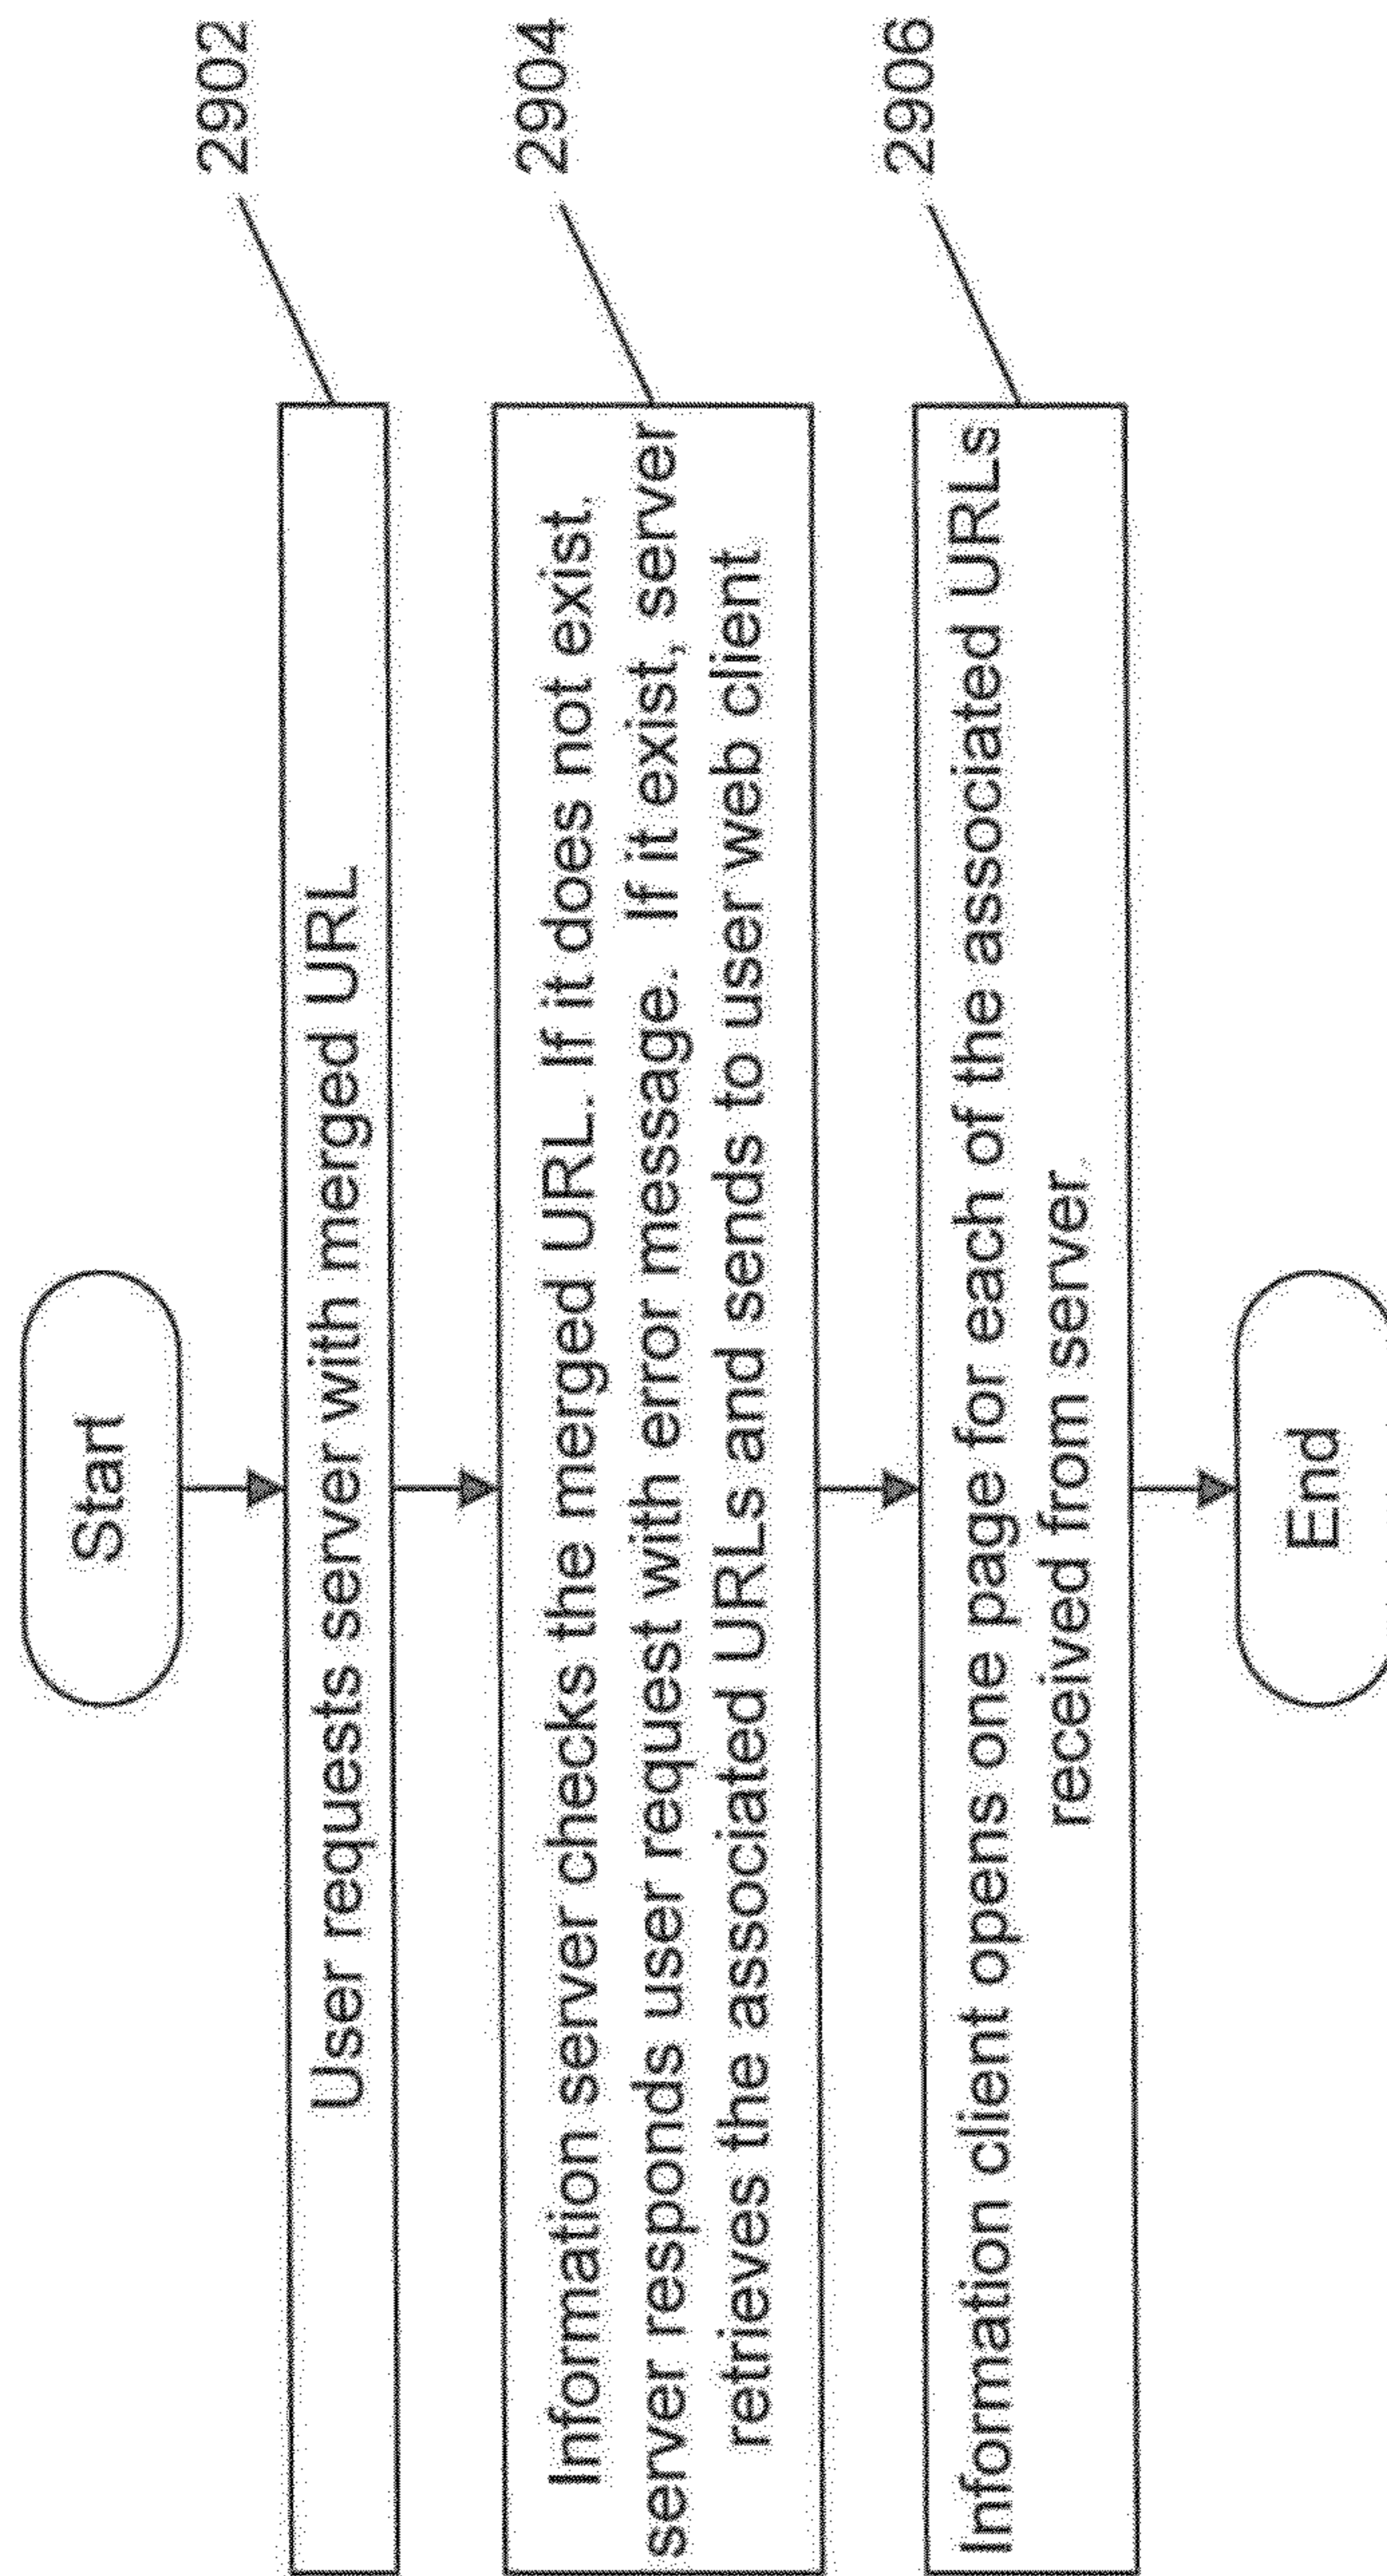 Start
2902
User requests server with merged URL
2904
Information server checks the merged URL. If it does not exist,
server responds user request with error message. If it exist, server
retrieves the associated URLs and sends to user web client
2906
Information client opens one page for each of the associated URLs
received from server.
End